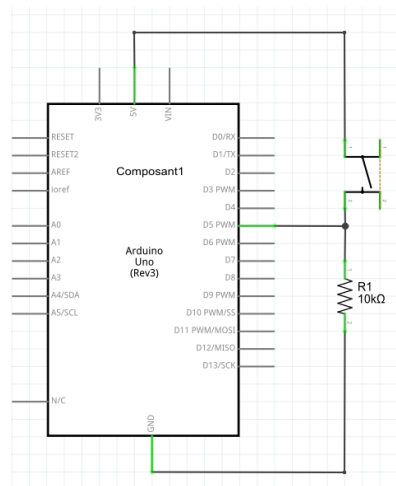 3V3
5V
VIN
RESET
RESET2
AREF
ioref
A0
A1
A2
A3
A4/SDA
A5/SCL
N/C
Composant1
Arduino
Uno
(Rev3)
D0/RX
D1/TX
D2
D3 PWM
D4
D5 PWM
D6 PWM
D7
D8
D9 PWM
D10 PWM/SS
D11 PWM/MOSI
D12/MISO
D13/SCK
GND
R1
10kΩ